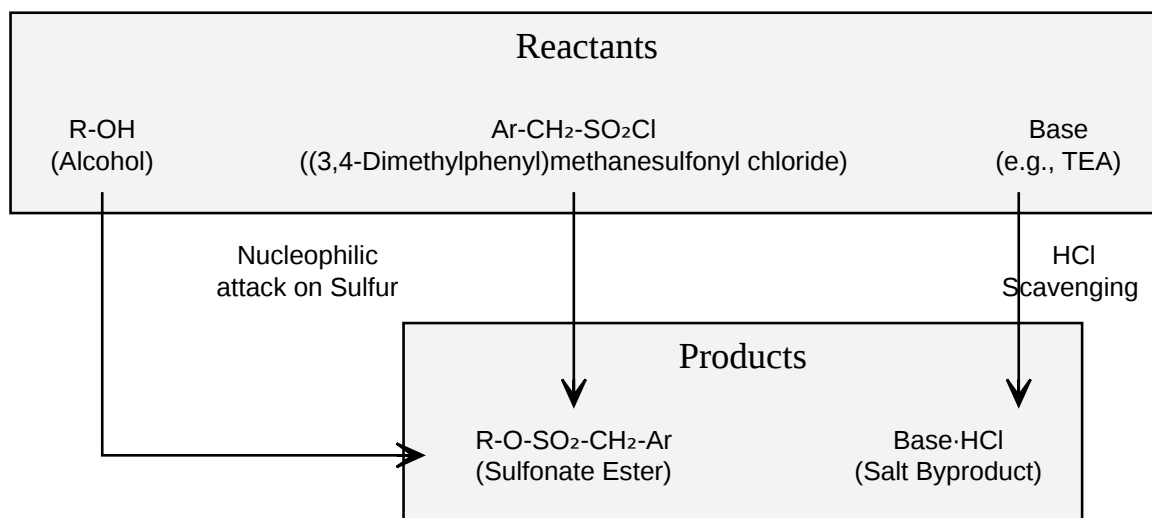 Reactants
R-OH
(Alcohol)
Ar-CH₂-SO₂Cl
((3,4-Dimethylphenyl)methanesulfonyl chloride)
Base
(e.g., TEA)
Nucleophilic
attack on Sulfur
HCl
Scavenging
Products
R-O-SO₂-CH₂-Ar
(Sulfonate Ester)
Base·HCl
(Salt Byproduct)